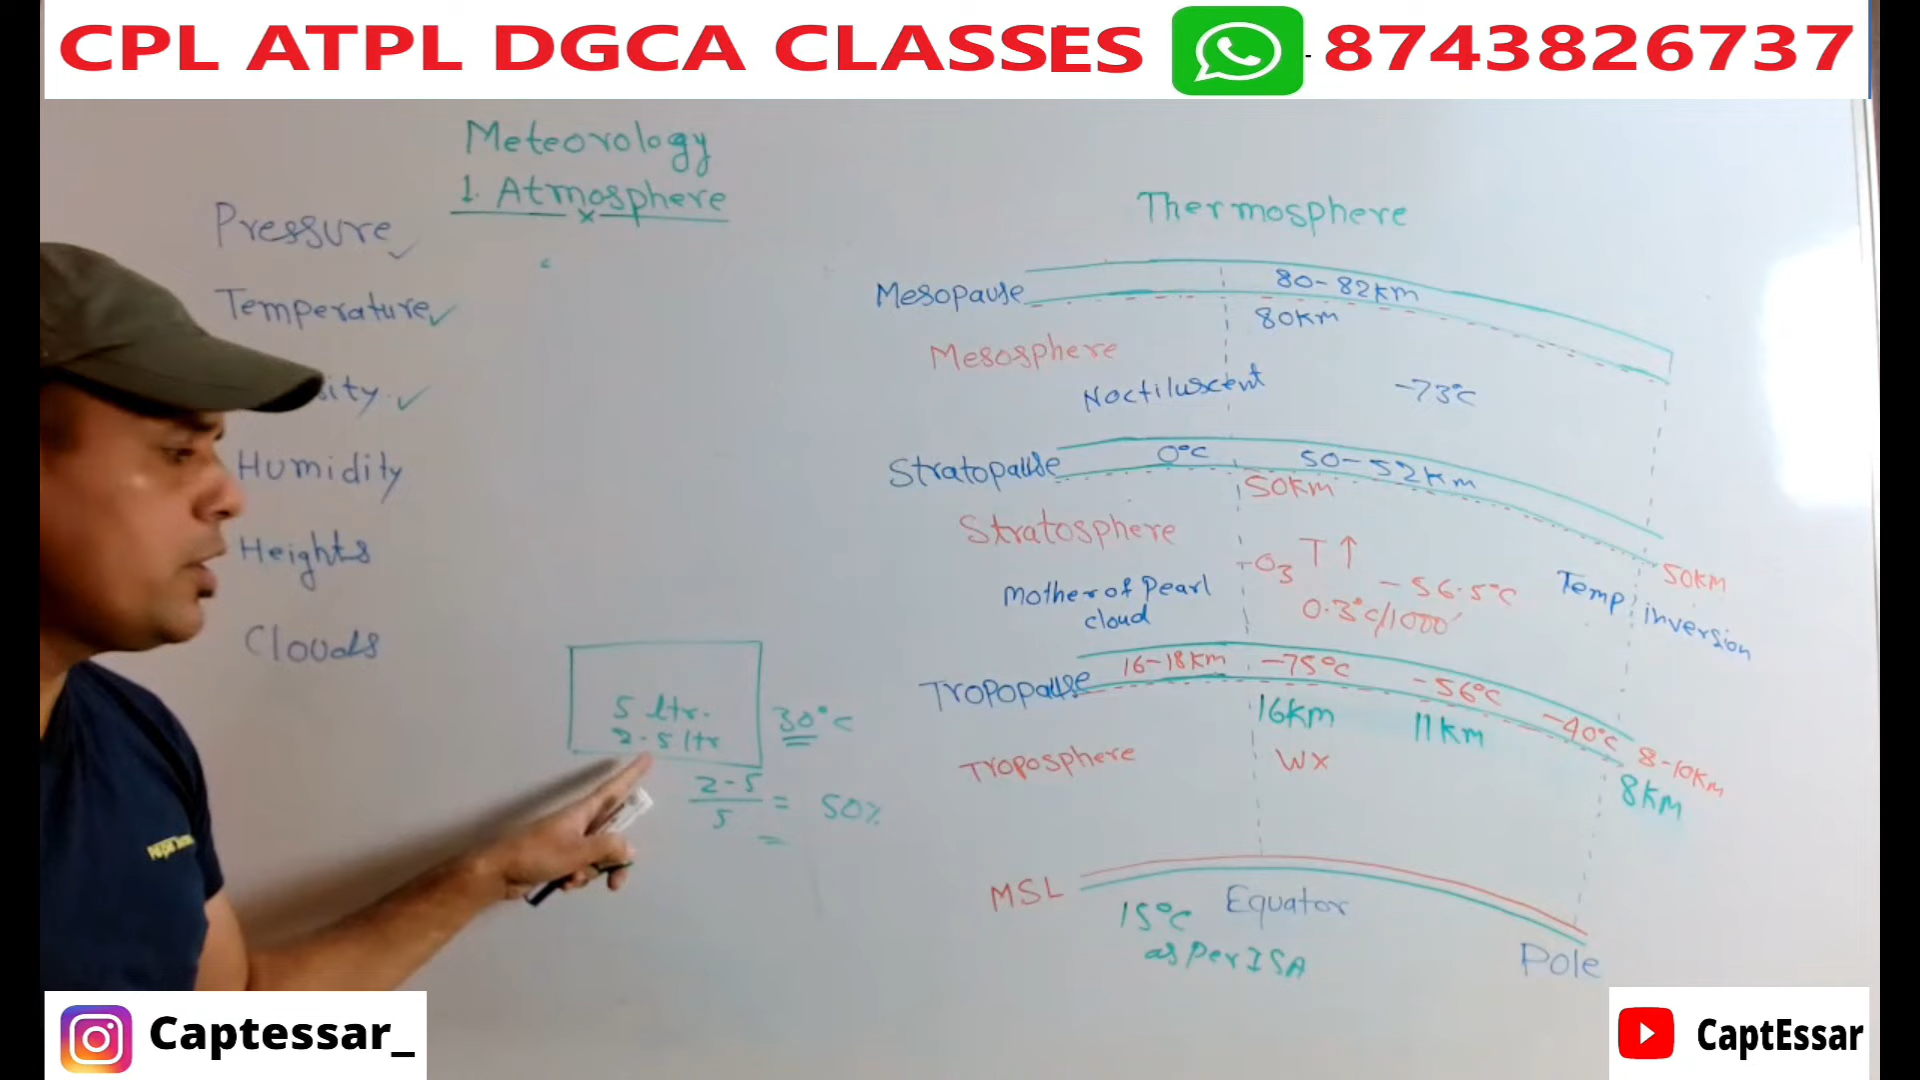 CPL ATPL DGCA CLASSES - 8743826737
Meteorology
1. Atmosphere
x
Pressure ✓
Temperature ✓
sity ✓
Humidity
Heights
Clouds
5 ltr.
2.5 ltr
30°C
2.5
5
= 50%
=
Thermosphere
Mesopause
80-82km
80km
Mesosphere
Noctiluscent
-73°C
Stratopause
0°C
50-52km
50km
Stratosphere
O3 T↑
-56.5°C
0.3°c/1000'
50km
Temp inversion
Mother of Pearl
cloud
Tropopause
16-18km
-75°C
-56°C
-40°C
8-10km
16km
11km
8km
Troposphere
WX
MSL
15°C
as per ISA
Equator
Pole
Captessar_
CaptEssar